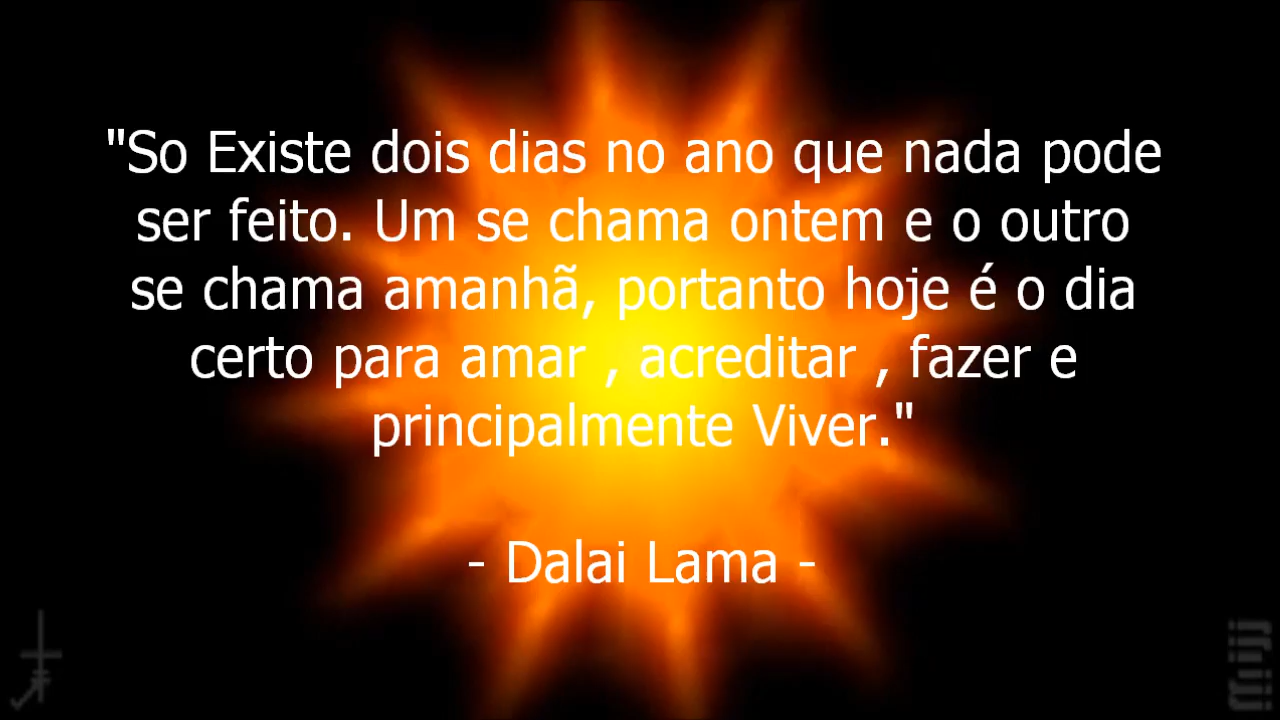 "So Existe dois dias no ano que nada pode
ser feito. Um se chama ontem e o outro
se chama amanhã, portanto hoje é o dia
certo para amar , acreditar , fazer e
principalmente Viver."
- Dalai Lama -